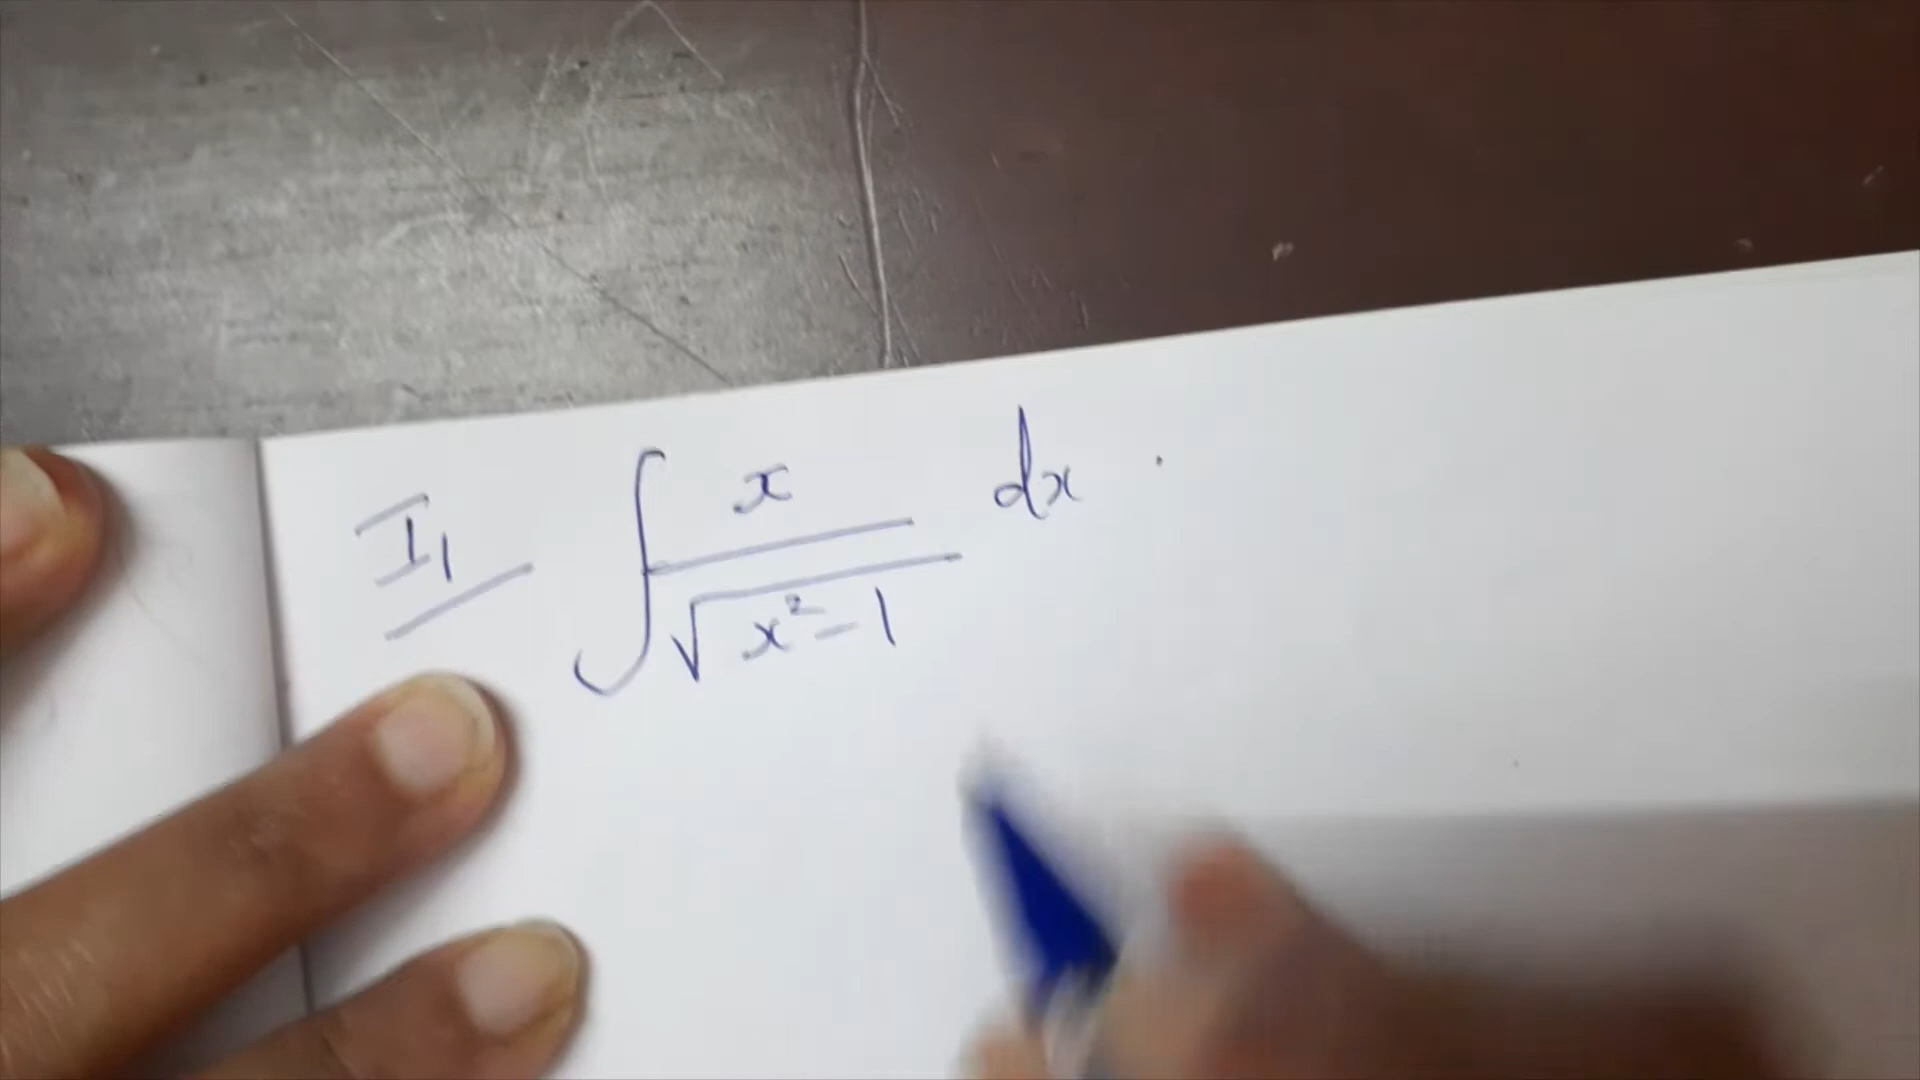 I₁ ∫ x/√(x²-1) dx